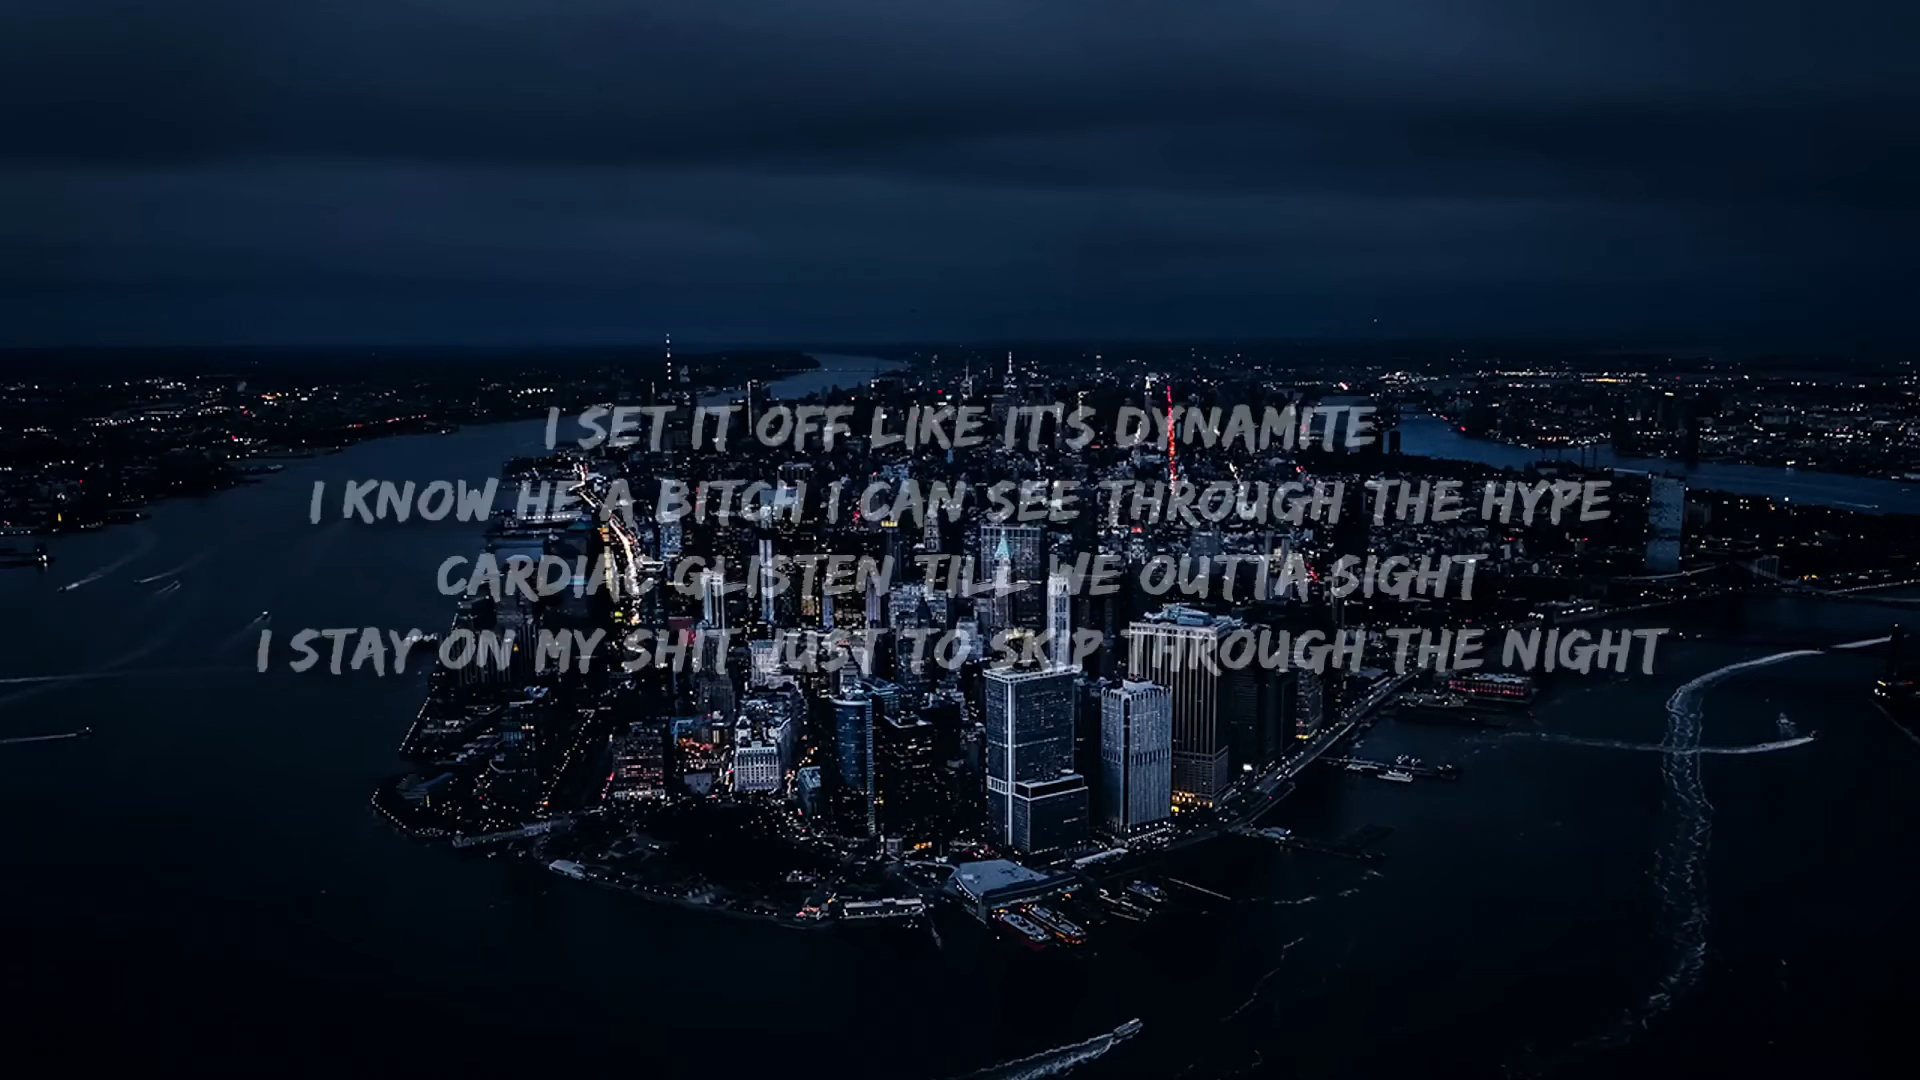 I SET IT OFF LIKE IT'S DYNAMITE
I KNOW HE A BITCH I CAN SEE THROUGH THE HYPE
CARDIAC GLISTEN TILL WE OUTTA SIGHT
I STAY ON MY SHIT JUST TO SKIP THROUGH THE NIGHT